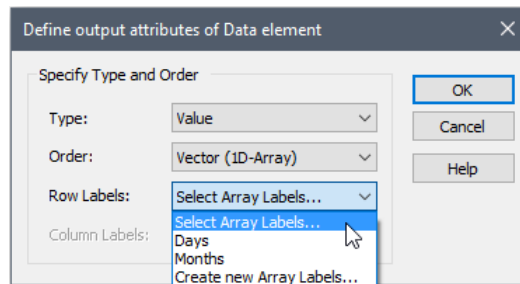 Define output attributes of Data element
Specify Type and Order
OK
Type: Value
Cancel
Order: Vector (1D-Array)
Help
Row Labels: Select Array Labels...
Select Array Labels...
Column Labels:
Days
Months
Create new Array Labels...